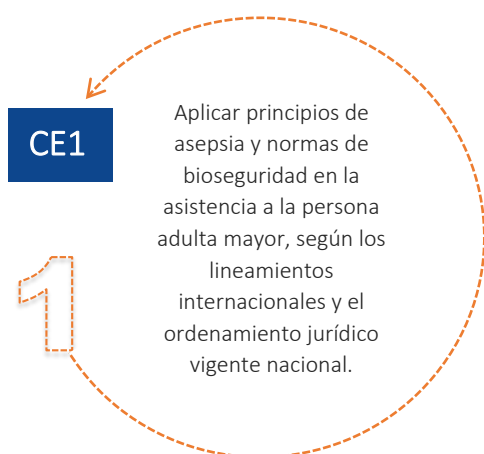 CE1
1
Aplicar principios de
asepsia y normas de
bioseguridad en la
asistencia a la persona
adulta mayor, según los
lineamientos
internacionales y el
ordenamiento jurídico
vigente nacional.